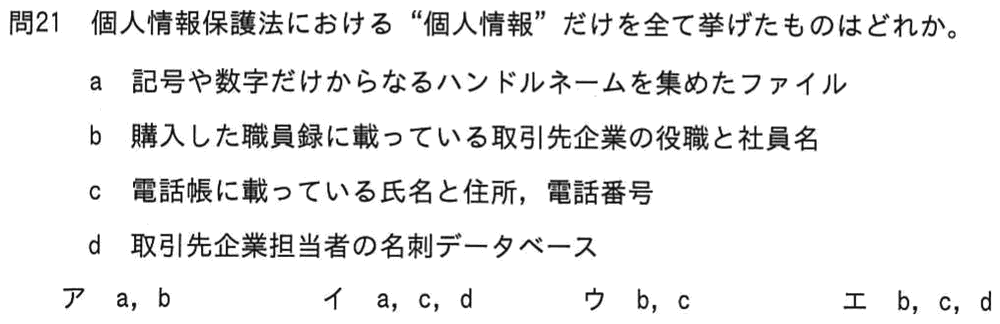 問21 個人情報保護法における“個人情報”だけを全て挙げたものはどれか。
a 記号や数字だけからなるハンドルネームを集めたファイル
b 購入した職員録に載っている取引先企業の役職と社員名
c 電話帳に載っている氏名と住所，電話番号
d 取引先企業担当者の名刺データベース
ア a，b イ a，c，d ウ b，c エ b，c，d